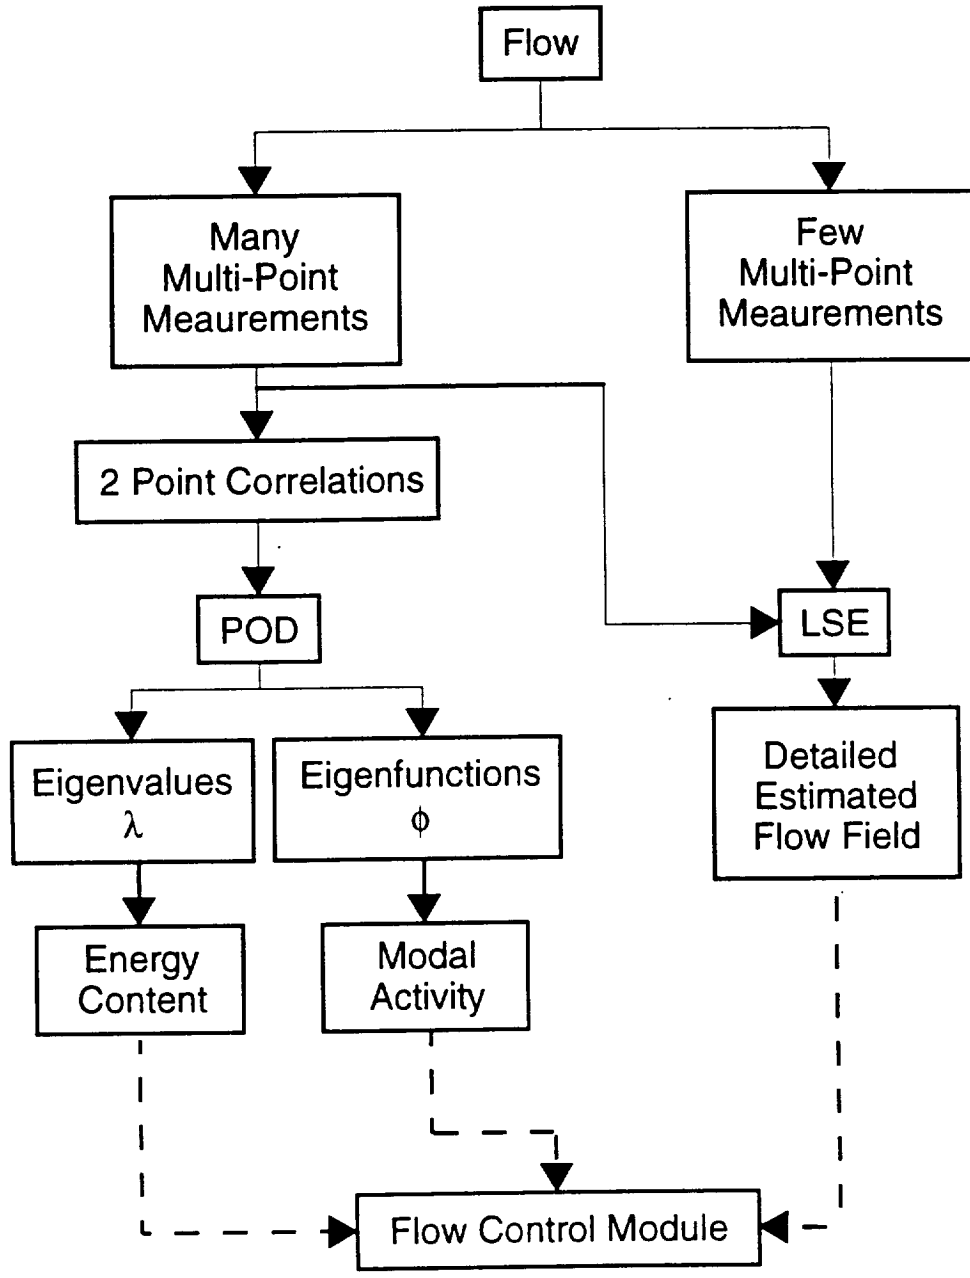 Flow
Many
Multi-Point
Meaurements
Few
Multi-Point
Meaurements
2 Point Correlations
POD
LSE
Eigenvalues
λ
Eigenfunctions
ϕ
Detailed
Estimated
Flow Field
Energy
Content
Modal
Activity
Flow Control Module